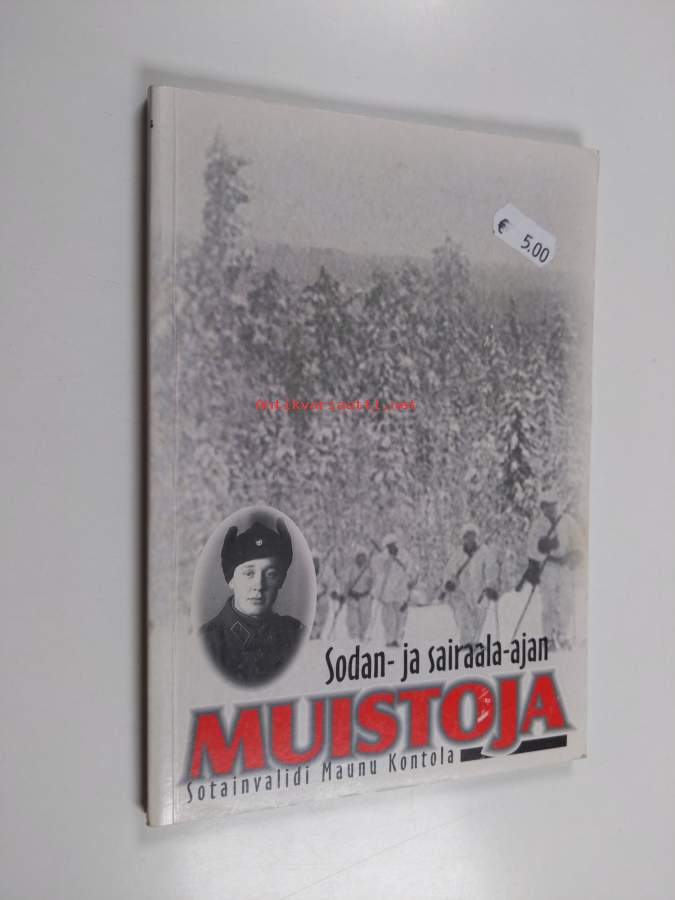 € 5.00
Antikvariaatti.net
Sodan- ja sairaala-ajan
MUISTOJA
Sotainvalidi Maunu Kontola